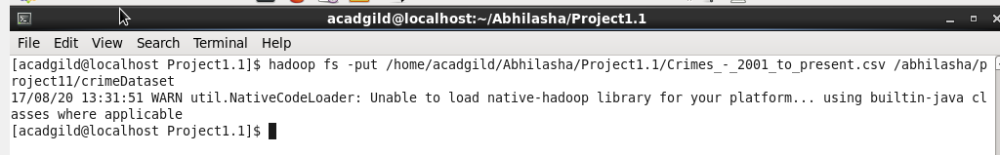 acadgild@localhost:~/Abhilasha/Project1.1
File Edit View Search Terminal Help
[acadgild@localhost Project1.1]$ hadoop fs -put /home/acadgild/Abhilasha/Project1.1/Crimes_-_2001_to_present.csv /abhilasha/p
roject11/crimeDataset
17/08/20 13:31:51 WARN util.NativeCodeLoader: Unable to load native-hadoop library for your platform... using builtin-java cl
asses where applicable
[acadgild@localhost Project1.1]$